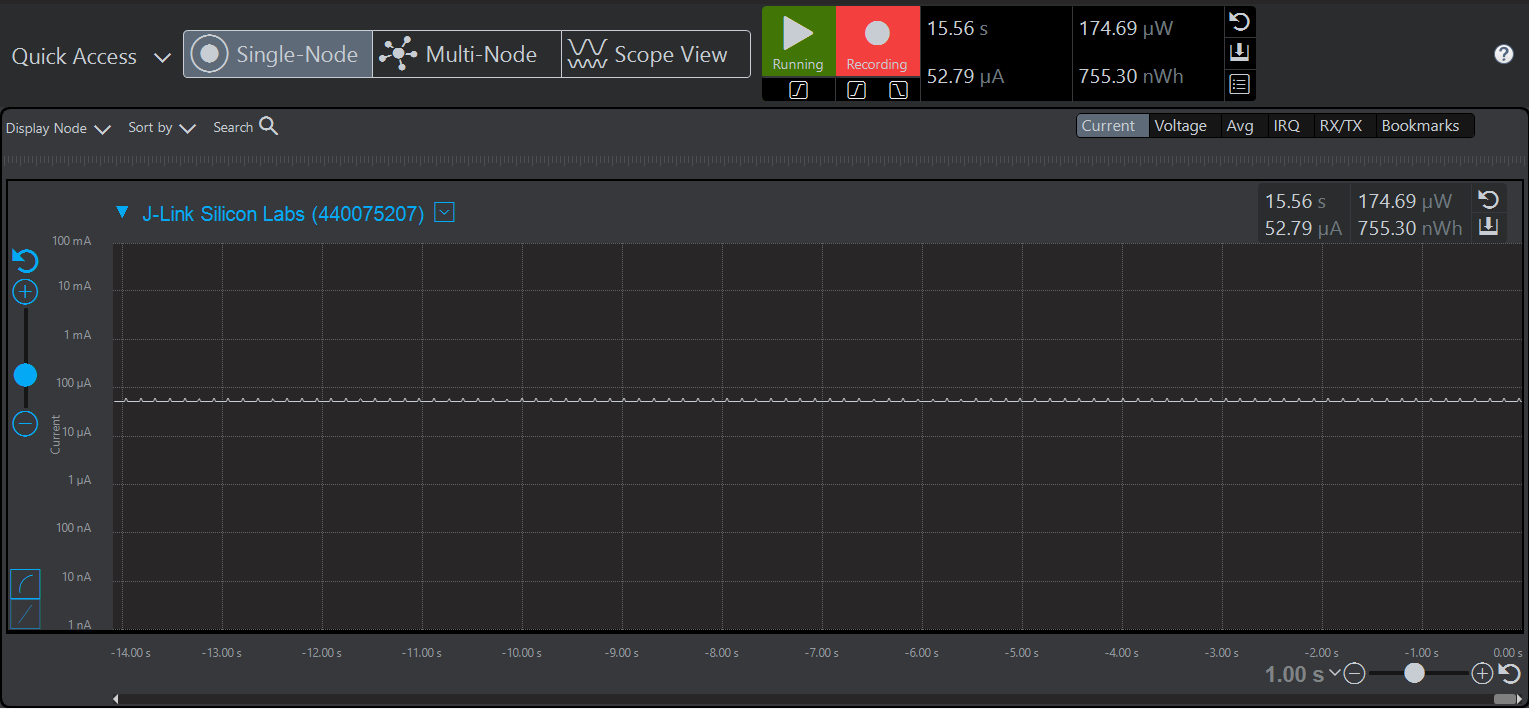 Quick Access
Single-Node
Multi-Node
Scope View
Running
Recording
15.56 s
52.79 µA
174.69 µW
755.30 nWh
?
Display Node
Sort by
Search
Current
Voltage
Avg
IRQ
RX/TX
Bookmarks
J-Link Silicon Labs (440075207)
15.56 s
174.69 µW
52.79 µA
755.30 nWh
100 mA
10 mA
1 mA
100 µA
10 µA
1 µA
100 nA
10 nA
1 nA
Current
-14.00 s
-13.00 s
-12.00 s
-11.00 s
-10.00 s
-9.00 s
-8.00 s
-7.00 s
-6.00 s
-5.00 s
-4.00 s
-3.00 s
-2.00 s
-1.00 s
0.00 s
1.00 s